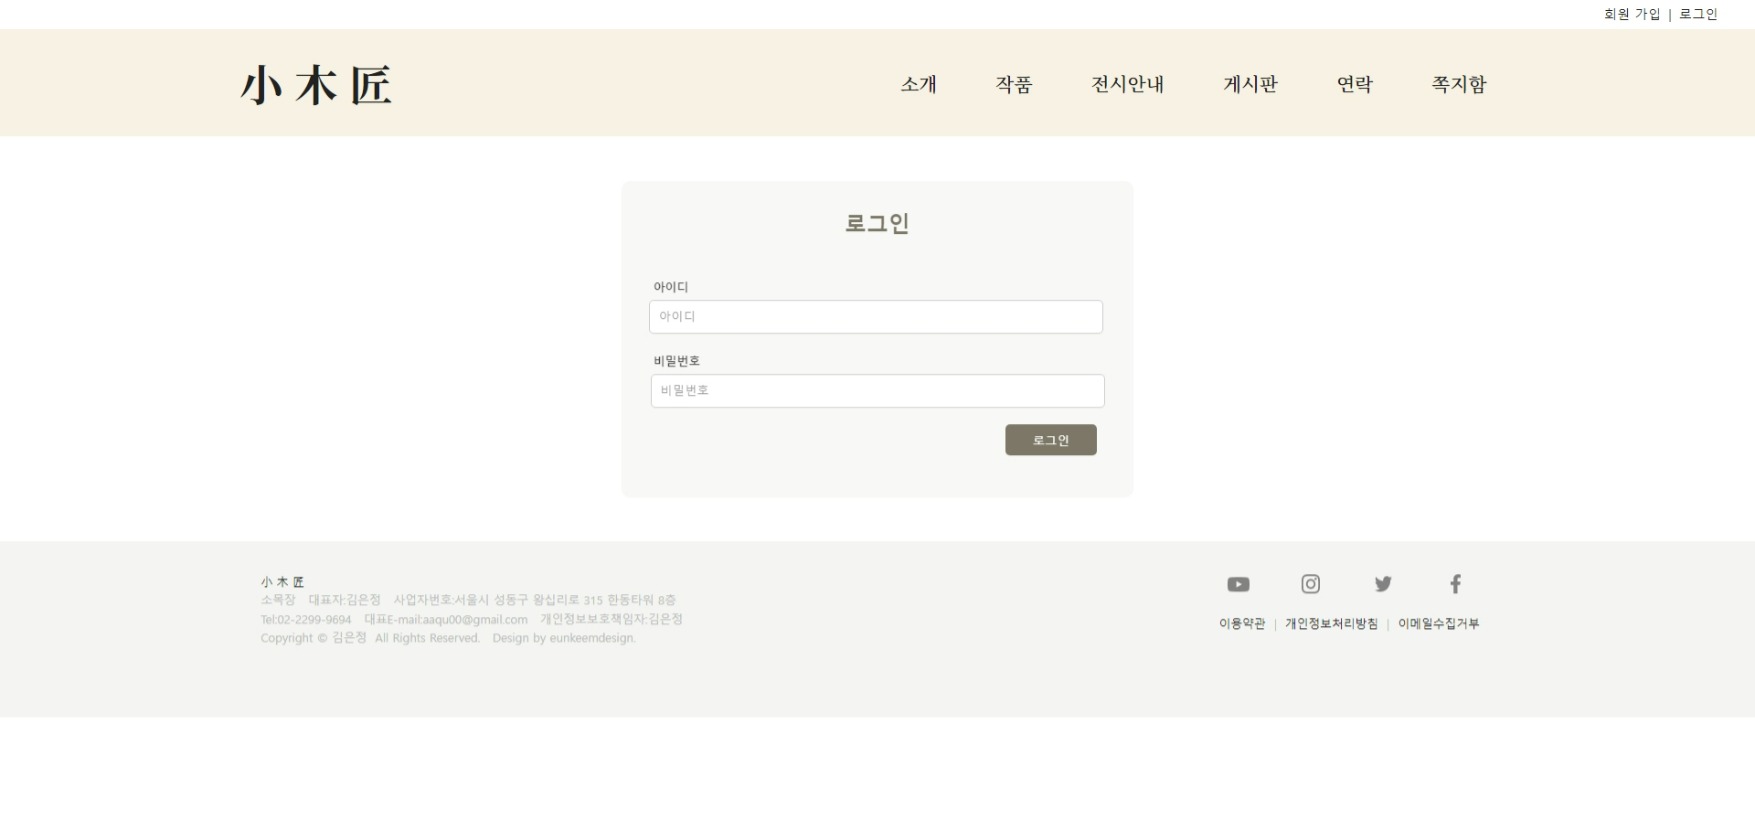 회원 가입 | 로그인
小木匠
소개 작품 전시안내 게시판 연락 쪽지함
로그인
아이디
아이디
비밀번호
비밀번호
로그인
小木匠
소목장 대표자:김은정 사업자번호:서울시 성동구 왕십리로 315 한동타워 8층
Tel:02-2299-9694 대표E-mail:aaqu00@gmail.com 개인정보보호책임자:김은정
Copyright © 김은정 All Rights Reserved. Design by eunkeemdesign.
이용약관 | 개인정보처리방침 | 이메일수집거부